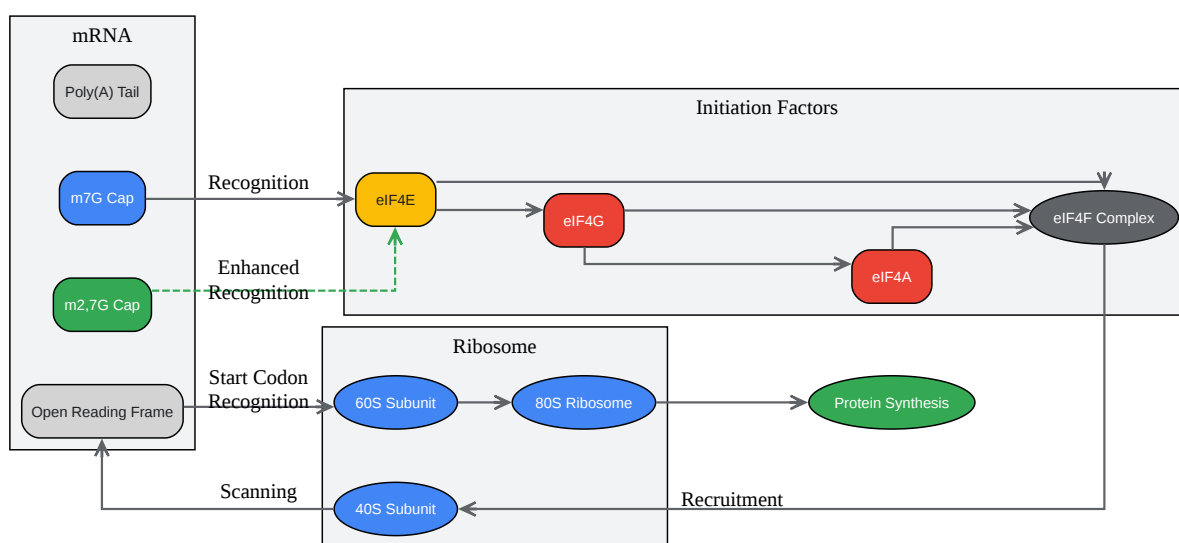 mRNA
Poly(A) Tail
m7G Cap
m2,7G Cap
Open Reading Frame
Recognition
Enhanced
Recognition
Start Codon
Recognition
Scanning
Initiation Factors
eIF4E
eIF4G
eIF4A
eIF4F Complex
Ribosome
60S Subunit
80S Ribosome
40S Subunit
Protein Synthesis
Recruitment